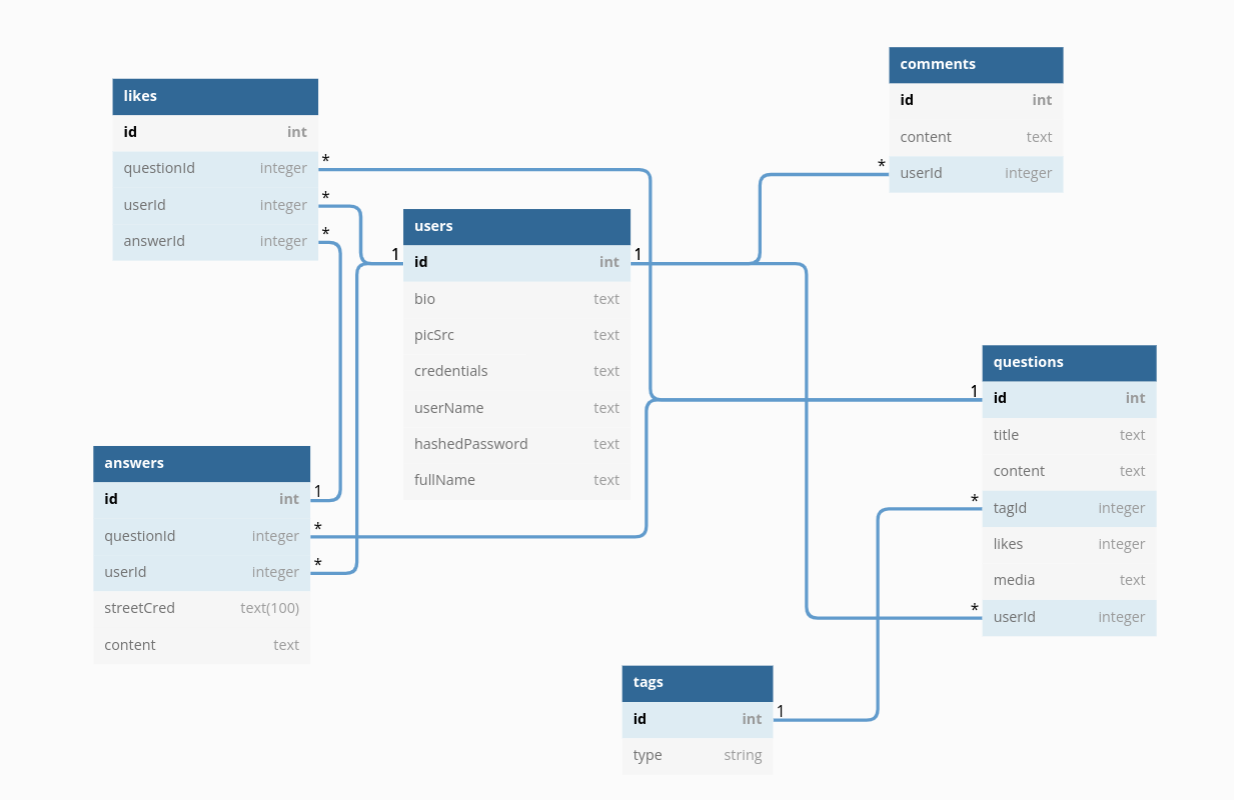 likes
id int
questionId integer *
userId integer *
answerId integer *
comments
id int
content text
* userId integer
users
1 id int 1
bio text
picSrc text
credentials text
userName text
hashedPassword text
fullName text
questions
1 id int
title text
content text
* tagId integer
likes integer
media text
* userId integer
answers
id int 1
questionId integer *
userId integer *
streetCred text(100)
content text
tags
id int 1
type string